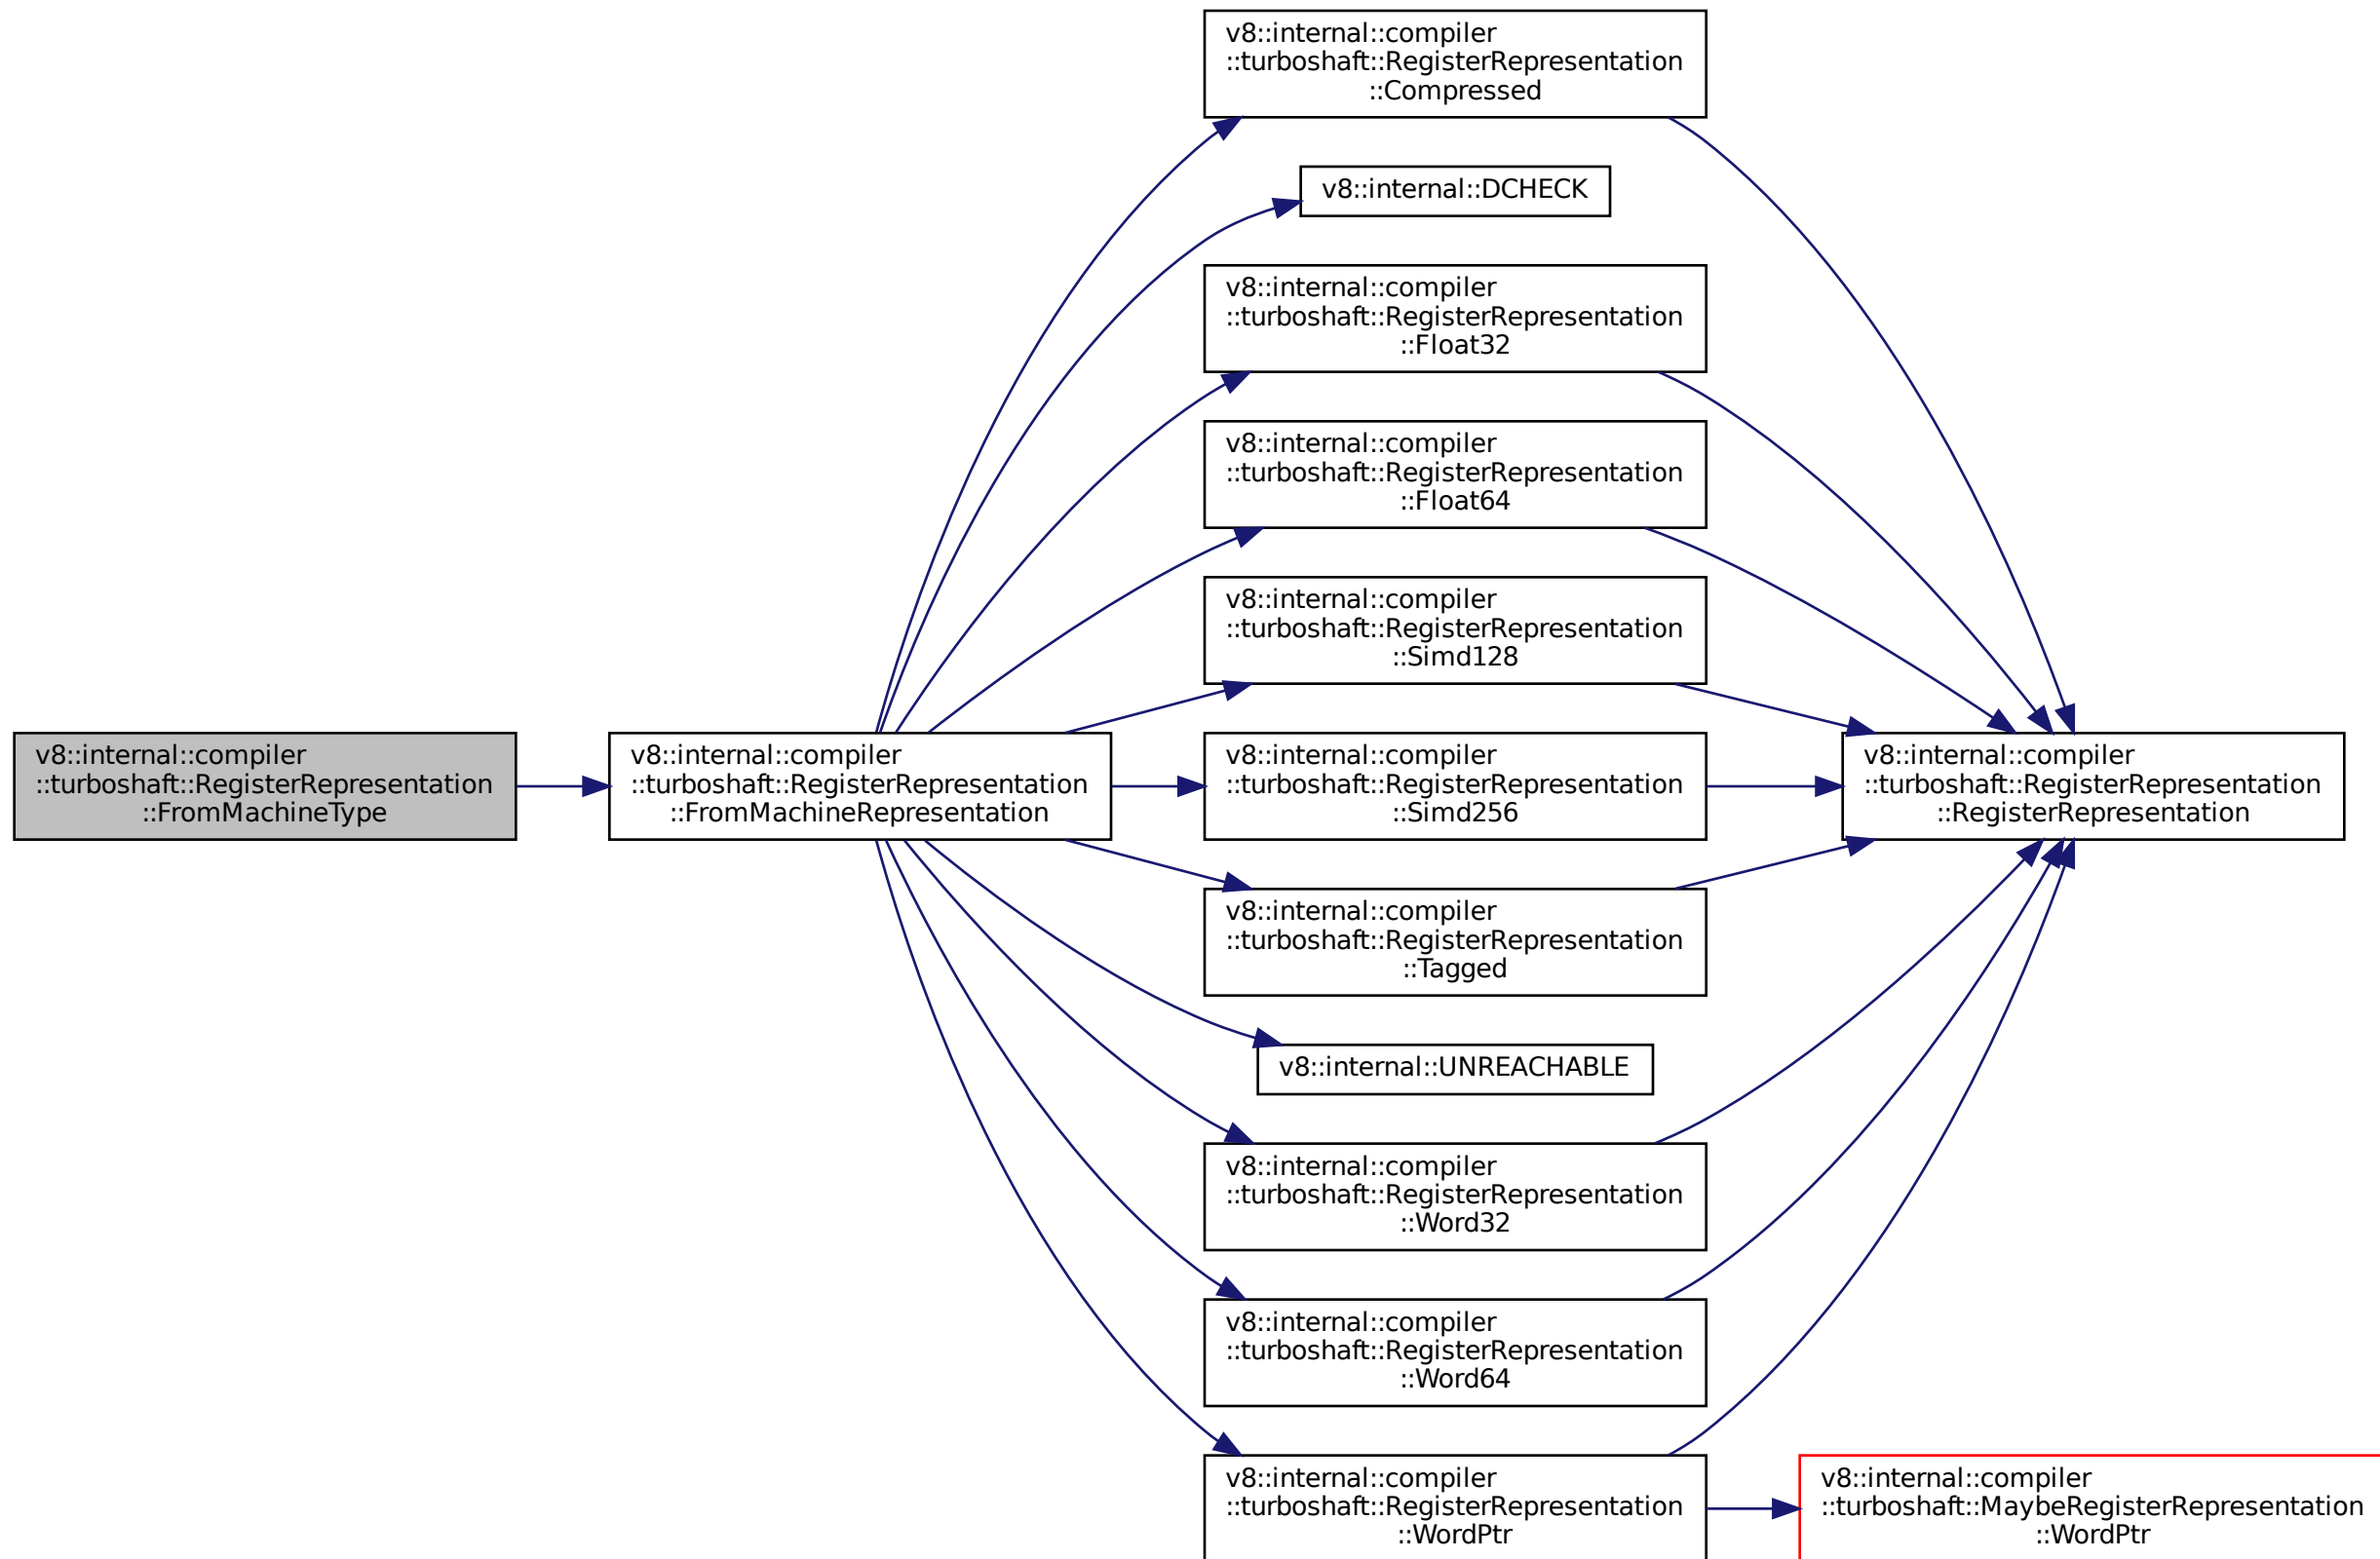 v8::internal::compiler
::turboshaft::RegisterRepresentation
::FromMachineType
v8::internal::compiler
::turboshaft::RegisterRepresentation
::FromMachineRepresentation
v8::internal::compiler
::turboshaft::RegisterRepresentation
::Compressed
v8::internal::DCHECK
v8::internal::compiler
::turboshaft::RegisterRepresentation
::Float32
v8::internal::compiler
::turboshaft::RegisterRepresentation
::Float64
v8::internal::compiler
::turboshaft::RegisterRepresentation
::Simd128
v8::internal::compiler
::turboshaft::RegisterRepresentation
::Simd256
v8::internal::compiler
::turboshaft::RegisterRepresentation
::Tagged
v8::internal::UNREACHABLE
v8::internal::compiler
::turboshaft::RegisterRepresentation
::Word32
v8::internal::compiler
::turboshaft::RegisterRepresentation
::Word64
v8::internal::compiler
::turboshaft::RegisterRepresentation
::WordPtr
v8::internal::compiler
::turboshaft::RegisterRepresentation
::RegisterRepresentation
v8::internal::compiler
::turboshaft::MaybeRegisterRepresentation
::WordPtr